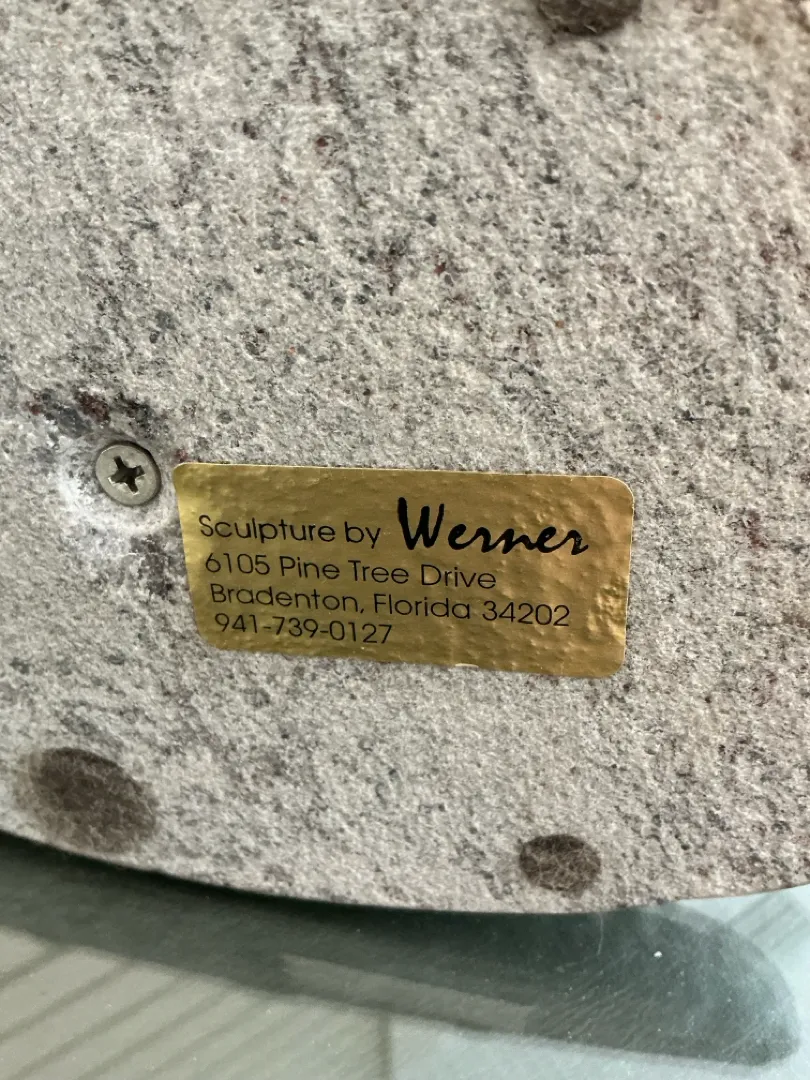 Sculpture by Werner
6105 Pine Tree Drive
Bradenton, Florida 34202
941-739-0127